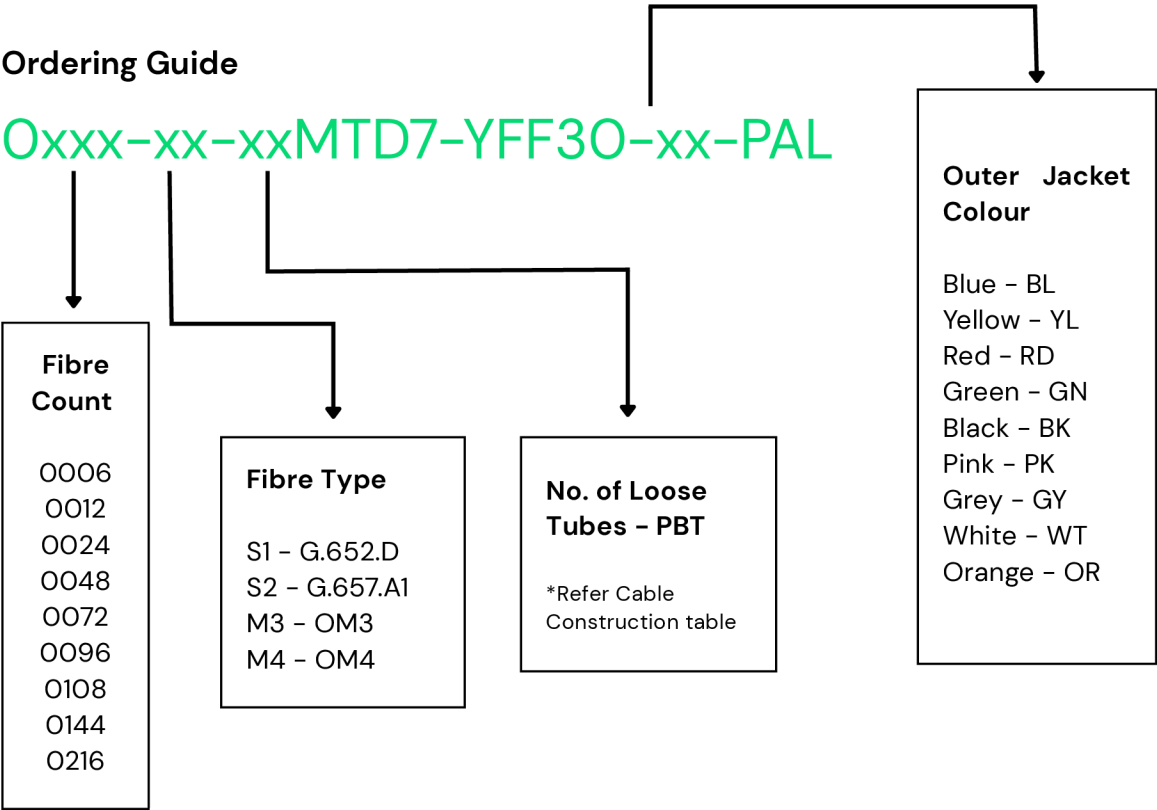 Ordering Guide
0xxx-xx-xxMTD7-YFF30-xx-PAL
Fibre
Count
0006
0012
0024
0048
0072
0096
0108
0144
0216
Fibre Type
S1 - G.652.D
S2 - G.657.A1
M3 - OM3
M4 - OM4
No. of Loose
Tubes - PBT
*Refer Cable
Construction table
Outer Jacket
Colour
Blue - BL
Yellow - YL
Red - RD
Green - GN
Black - BK
Pink - PK
Grey - GY
White - WT
Orange - OR